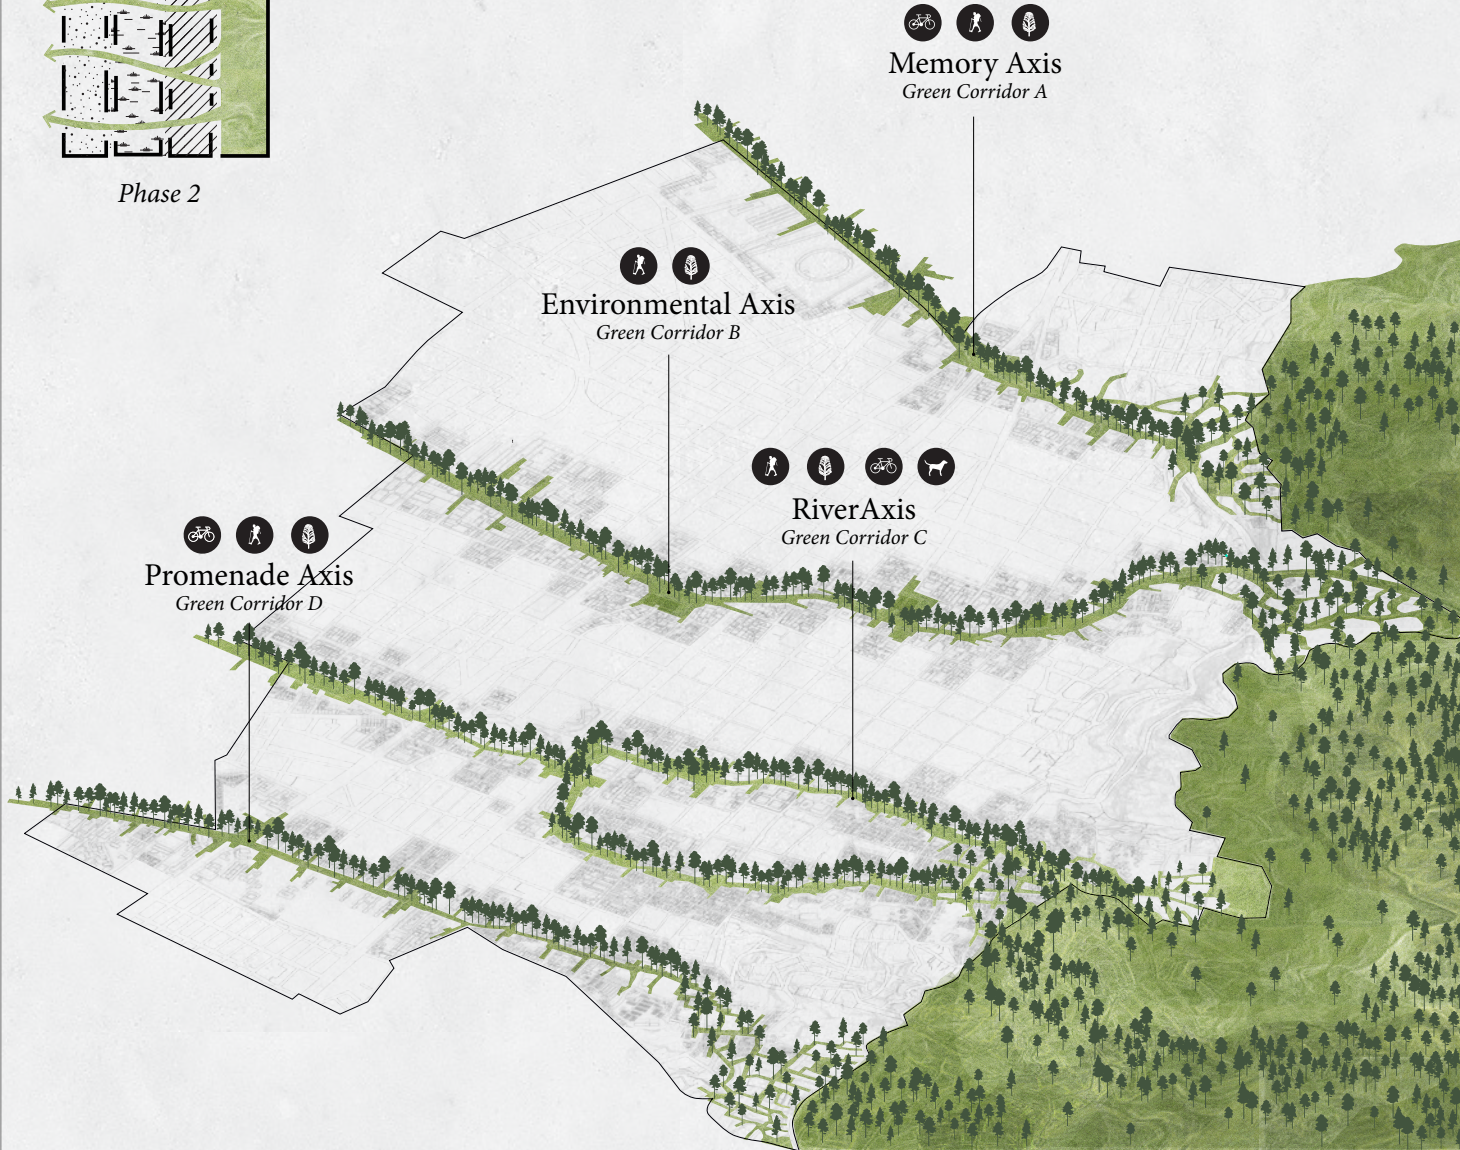 Memory Axis
Green Corridor A
Phase 2
Environmental Axis
Green Corridor B
RiverAxis
Green Corridor C
Promenade Axis
Green Corridor D